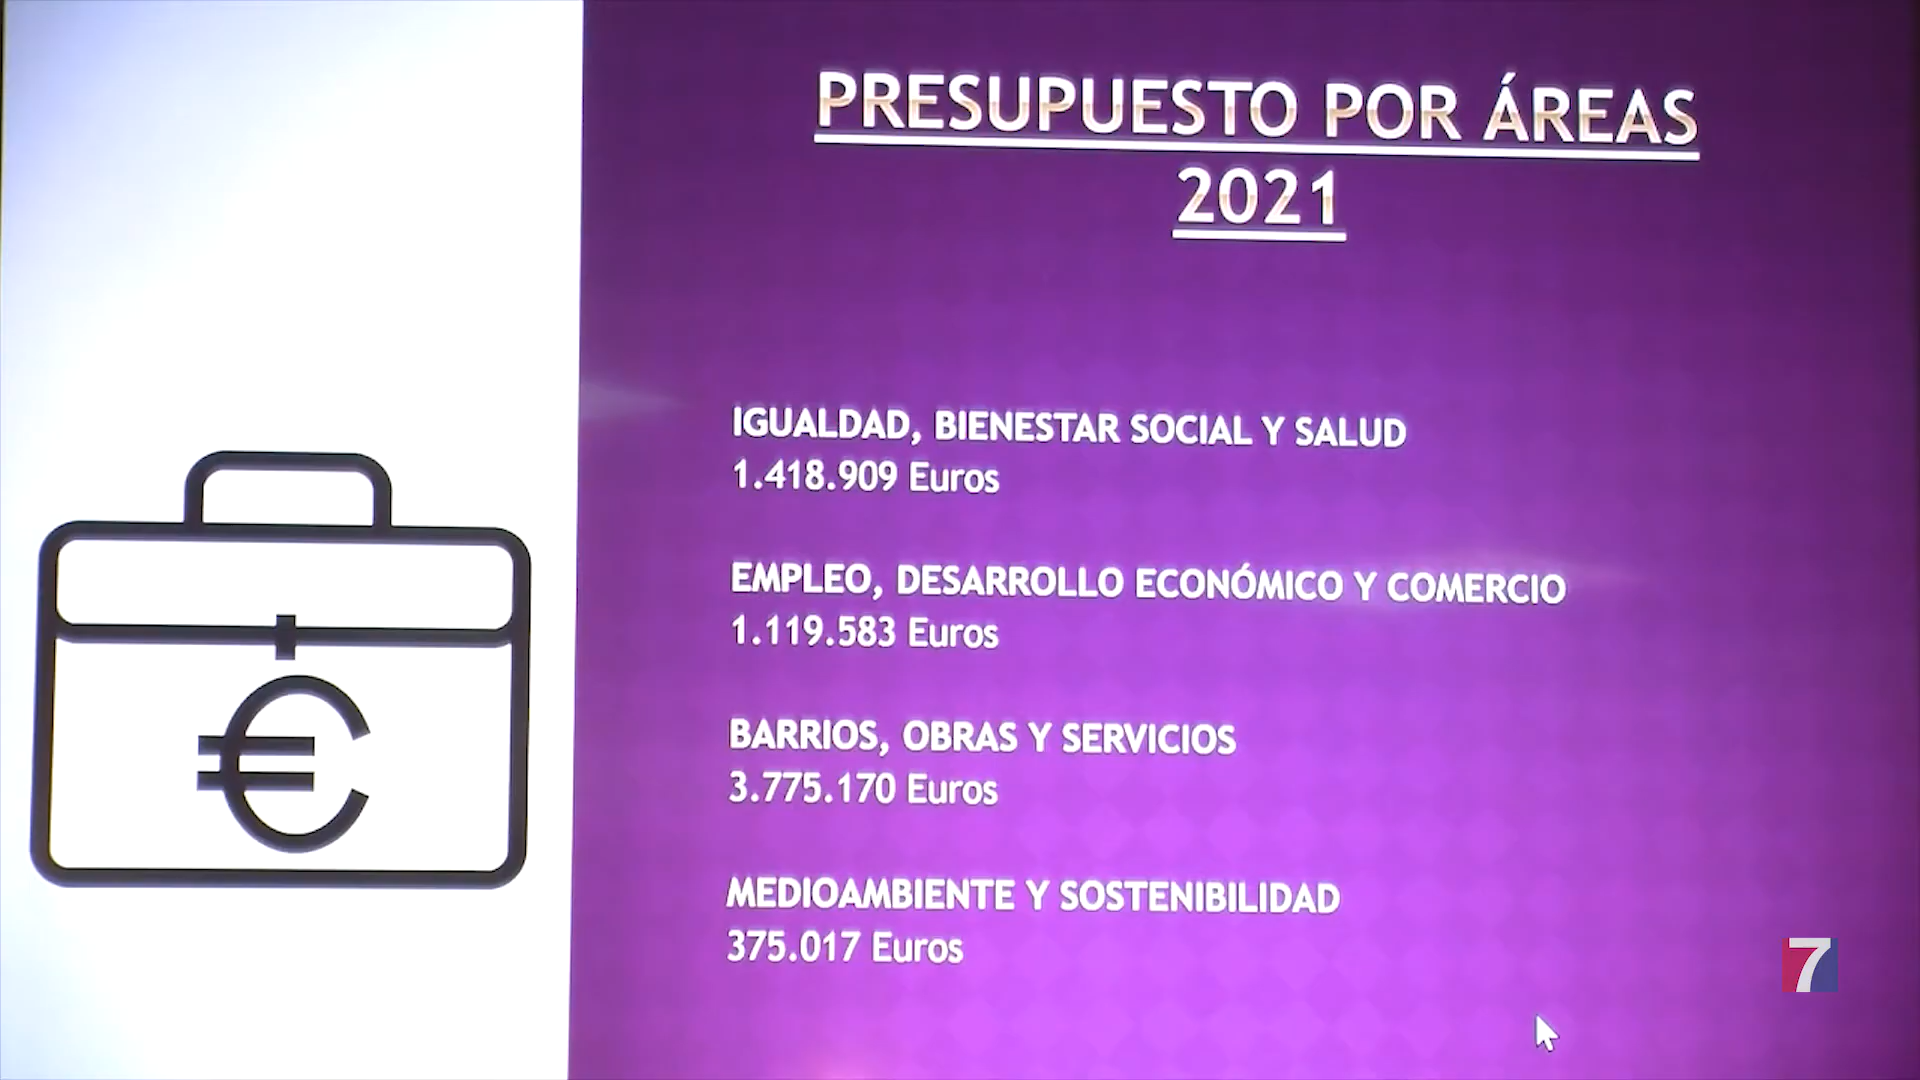 PRESUPUESTO POR ÁREAS
2021
IGUALDAD, BIENESTAR SOCIAL Y SALUD
1.418.909 Euros
EMPLEO, DESARROLLO ECONÓMICO Y COMERCIO
1.119.583 Euros
BARRIOS, OBRAS Y SERVICIOS
3.775.170 Euros
MEDIOAMBIENTE Y SOSTENIBILIDAD
375.017 Euros
€
7